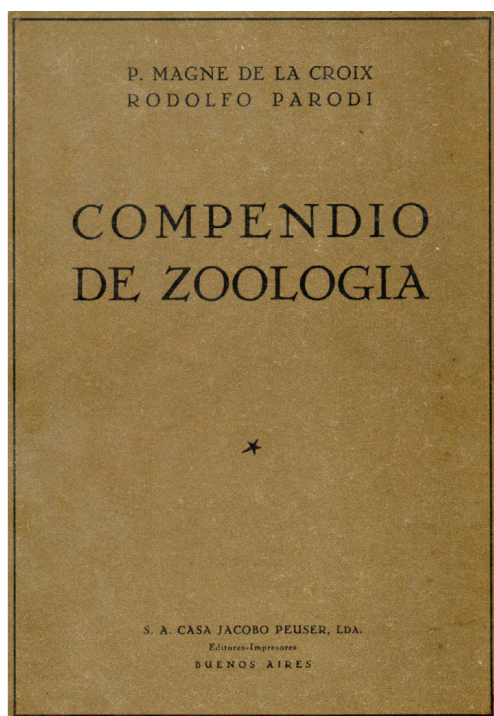 P. MAGNE DE LA CROIX
RODOLFO PARODI
COMPENDIO
DE ZOOLOGIA
S. A. CASA JACOBO PEUSER, LDA.
Editores-Impresores
BUENOS AIRES